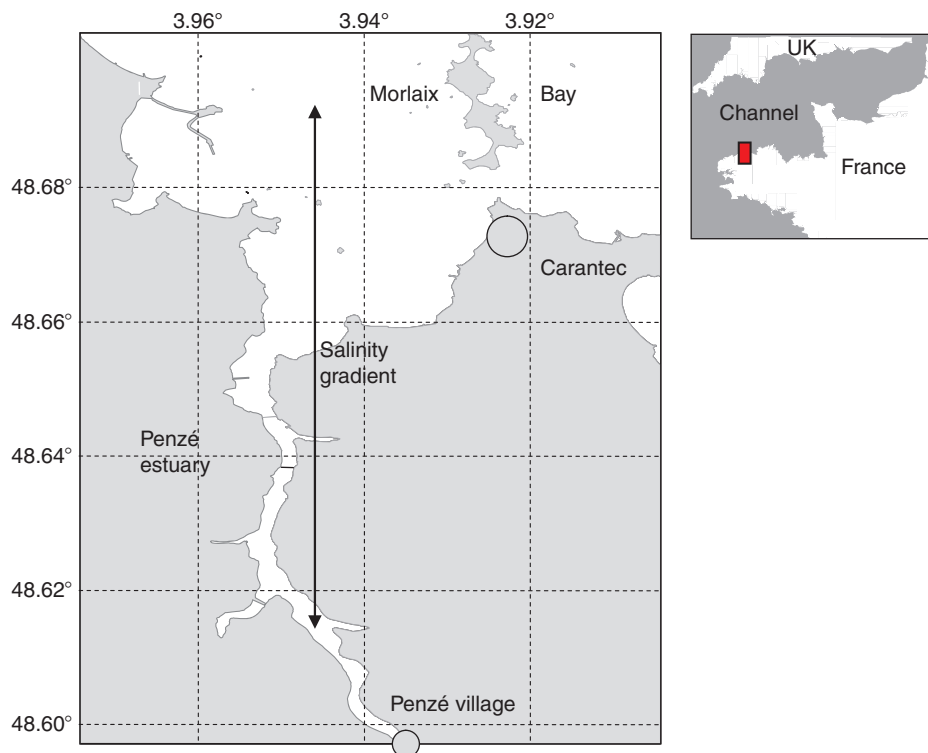 3.96°
3.94°
3.92°
48.68°
48.66°
48.64°
48.62°
48.60°
Morlaix
Bay
Carantec
Salinity
gradient
Penzé
estuary
Penzé village
UK
Channel
France